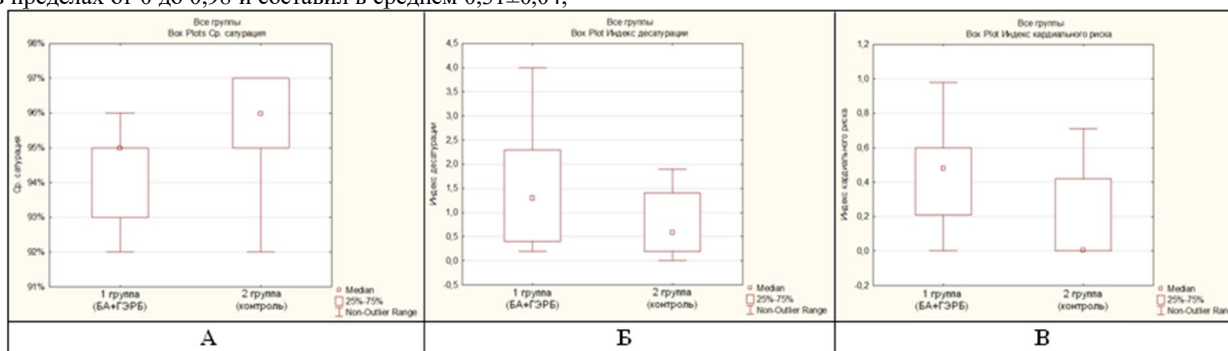 в пределах от 0 до 0,98 и составил в среднем 0,51±0,04,
Все группы
Box Plots Ср. сатурация
98%
97%
96%
95%
94%
93%
92%
91%
Ср. сатурация
1 группа
(БА+ГЭРБ)
2 группа
(контроль)
Median
25%-75%
Non-Outlier Range
Все группы
Box Plot Индекс десатурации
4,5
4,0
3,5
3,0
2,5
2,0
1,5
1,0
0,5
0,0
-0,5
Индекс десатурации
1 группа
(БА+ГЭРБ)
2 группа
(контроль)
Median
25%-75%
Non-Outlier Range
Все группы
Box Plot Индекс кардиального риска
1,2
1,0
0,8
0,6
0,4
0,2
0,0
-0,2
Индекс кардиального риска
1 группа
(БА+ГЭРБ)
2 группа
(контроль)
Median
25%-75%
Non-Outlier Range
А
Б
В